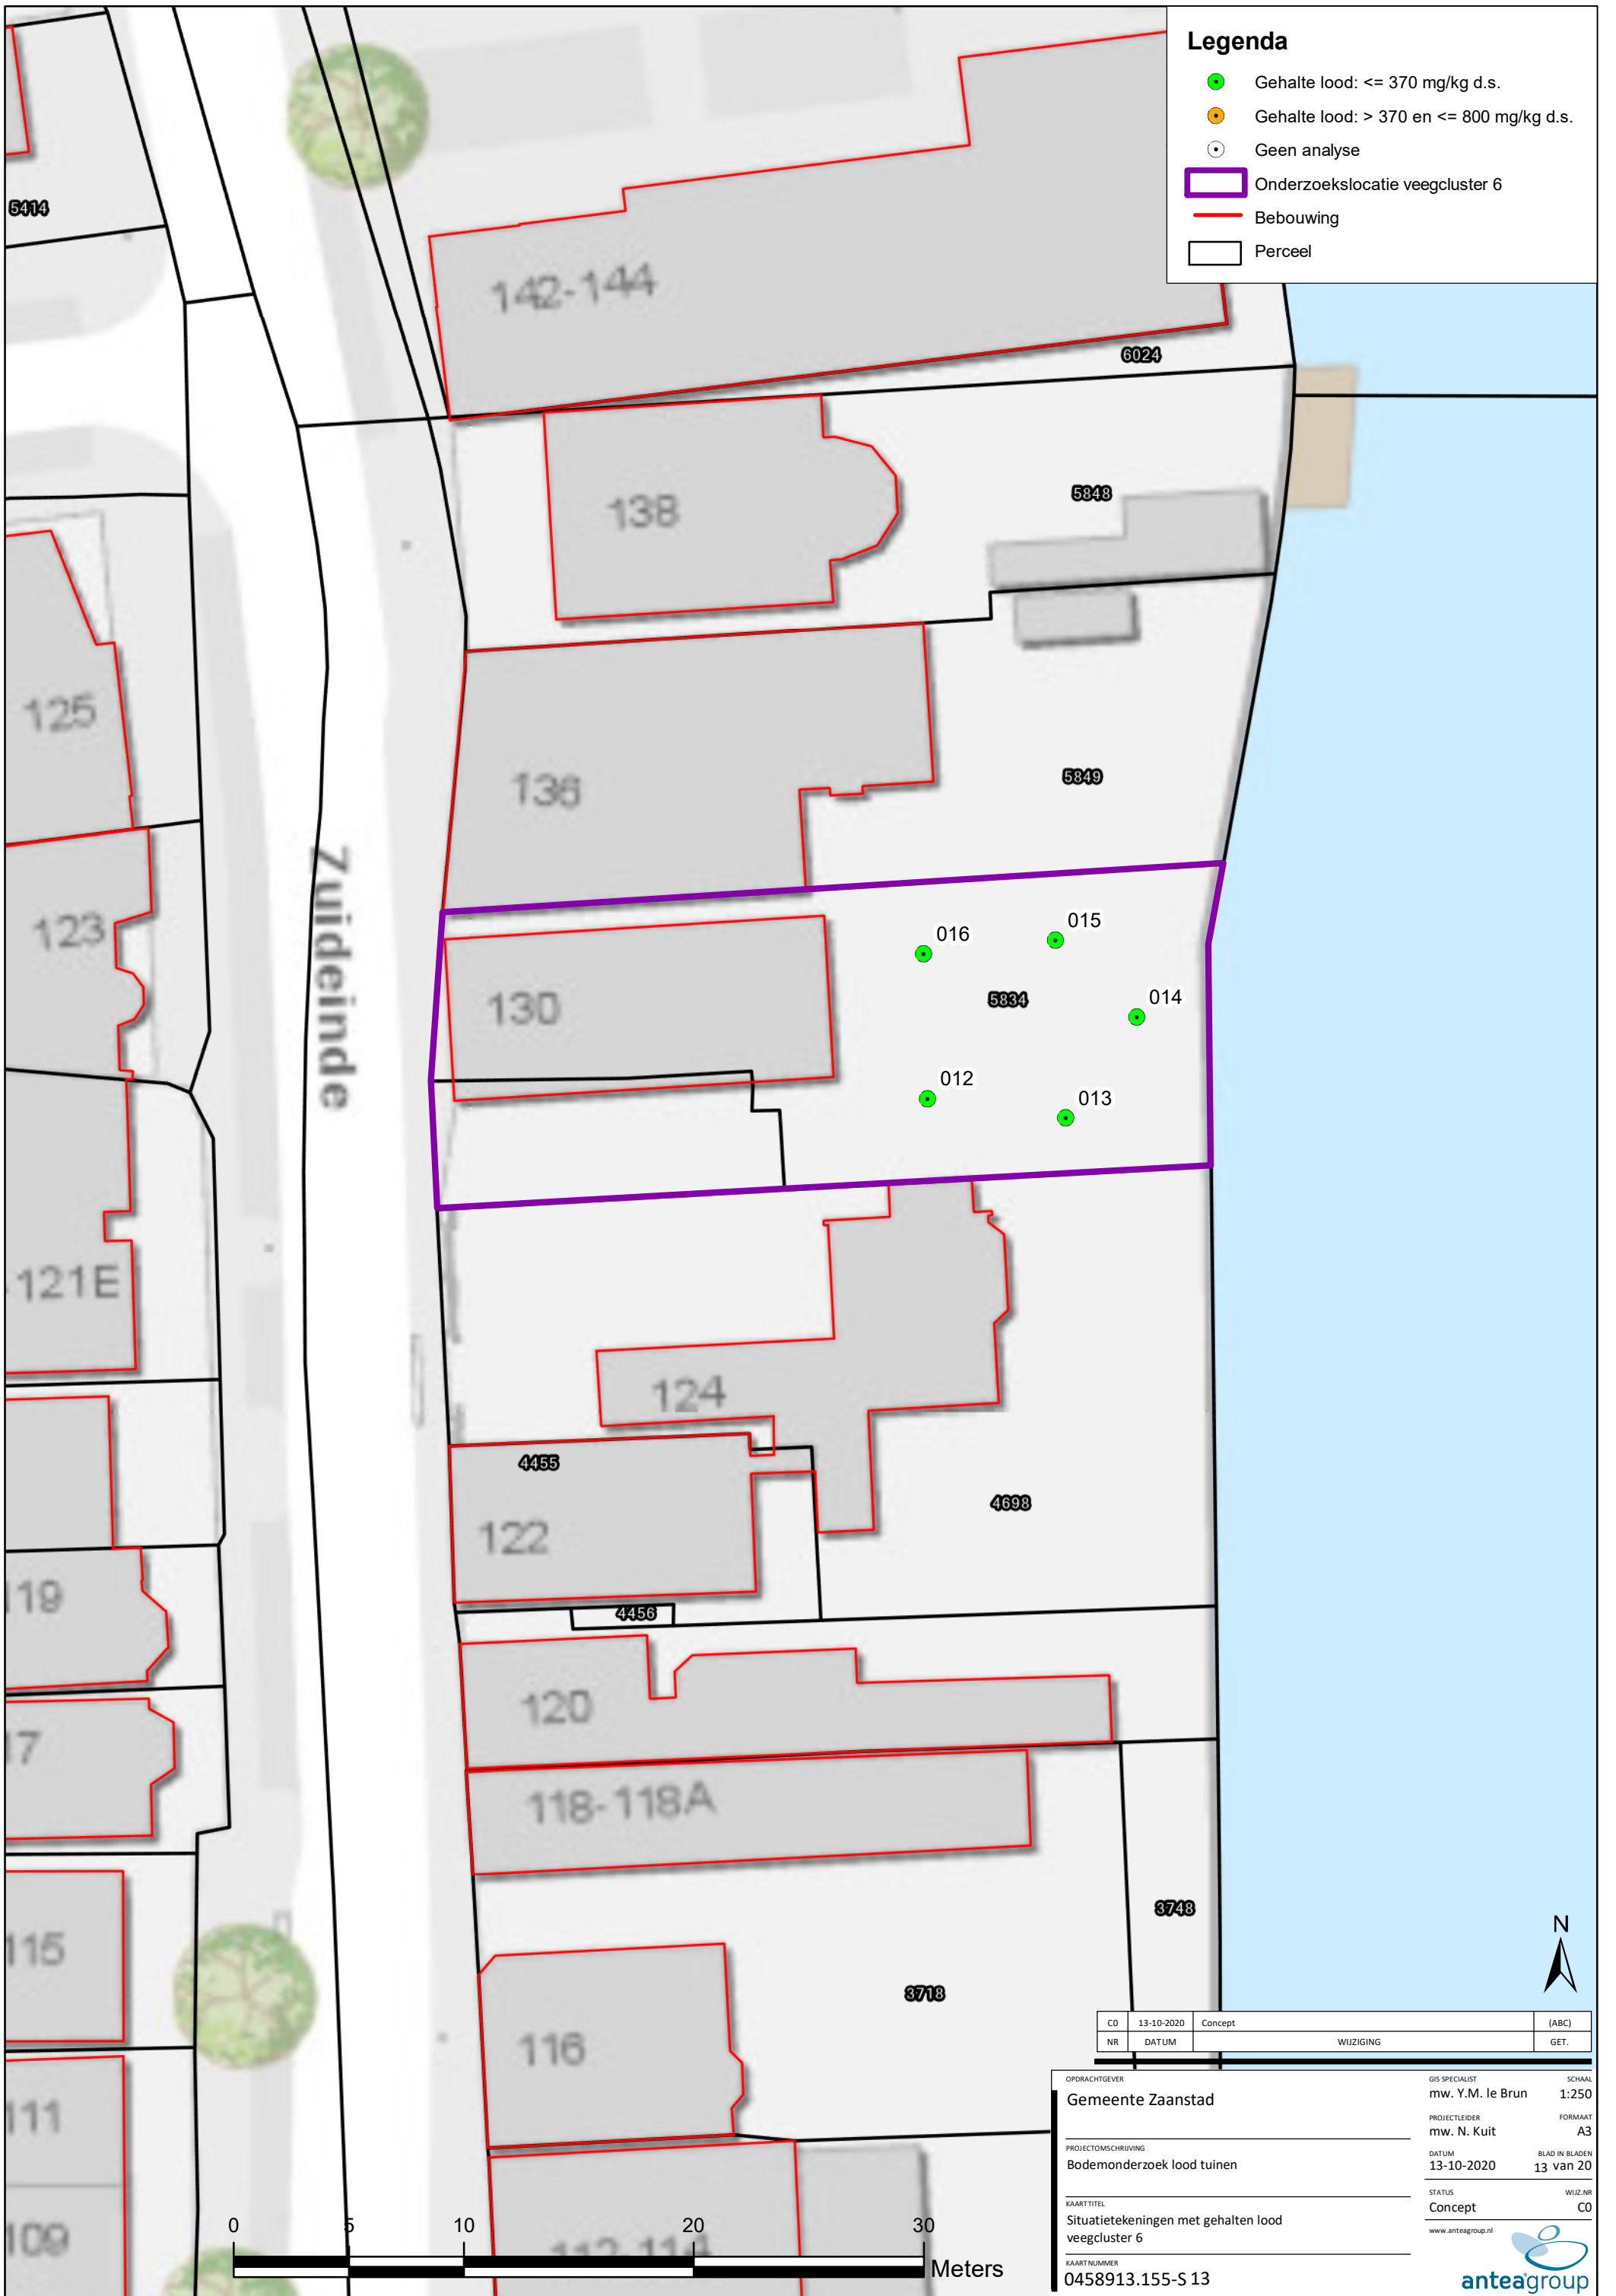 Legenda
Gehalte lood: <= 370 mg/kg d.s.
Gehalte lood: > 370 en <= 800 mg/kg d.s.
Geen analyse
Onderzoekslocatie veegcluster 6
Bebouwing
Perceel
5414
142-144
6024
138
5848
125
136
5849
123
Zuideinde
016
015
130
5834
014
012
013
-121E
124
4455
4698
122
119
4456
120
17
118-118A
3748
115
3718
N
116
111
109
112-114
0 5 10 20 30
Meters
C0 13-10-2020 Concept (ABC)
NR DATUM WIJZIGING GET.
OPDRACHTGEVER
Gemeente Zaanstad
PROJECTOMSCHRIJVING
Bodemonderzoek lood tuinen
KAARTTITEL
Situatietekeningen met gehalten lood
veegcluster 6
KAARTNUMMER
0458913.155-S 13
GIS SPECIALIST SCHAAL
mw. Y.M. le Brun 1:250
PROJECTLEIDER FORMAAT
mw. N. Kuit A3
DATUM BLAD IN BLADEN
13-10-2020 13 van 20
STATUS WIJZ.NR
Concept C0
www.anteagroup.nl
anteagroup